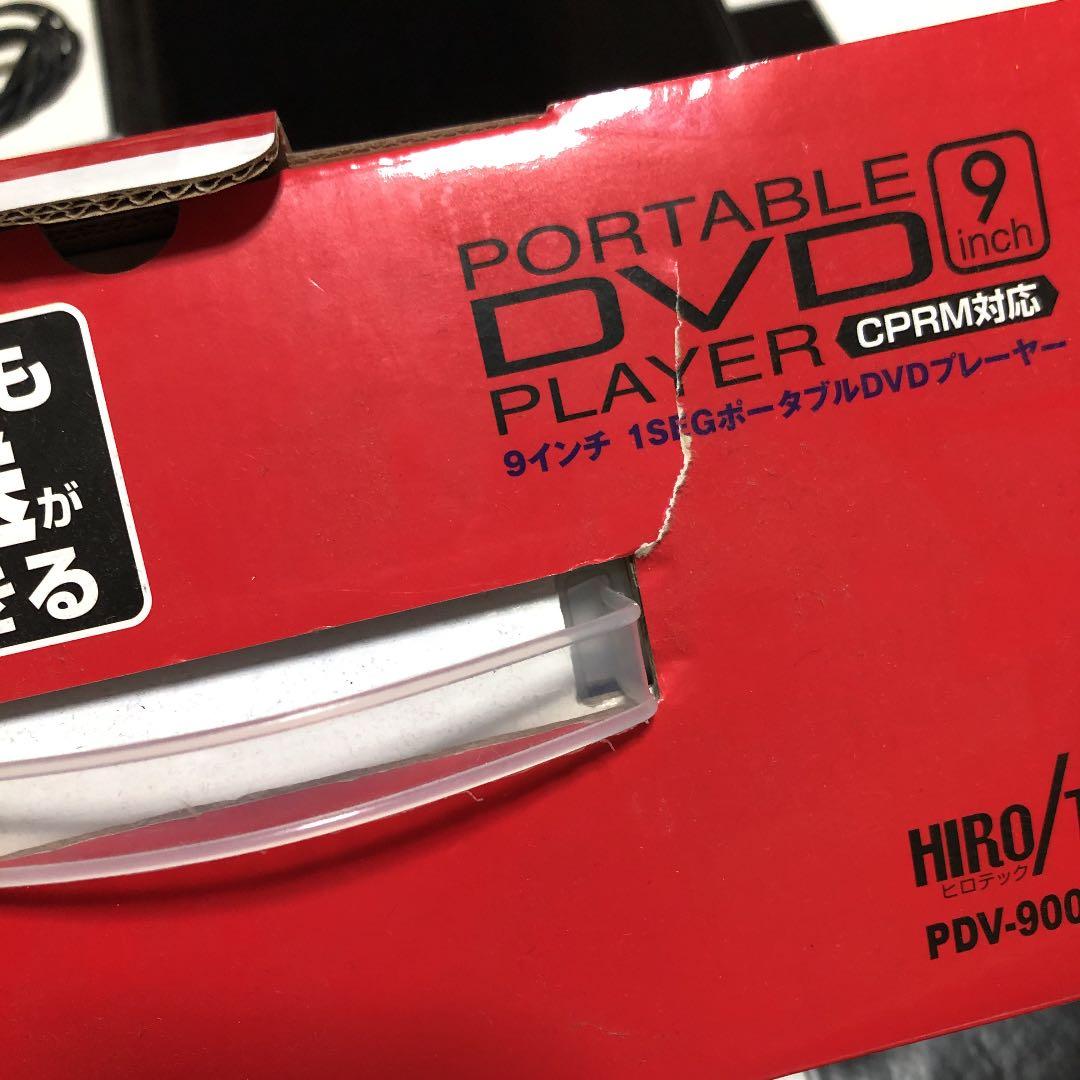 PORTABLE
DVD
PLAYER
9
inch
CPRM対応
9インチ 1SEGポータブルDVDプレーヤー
も
が
きる
HIRO/T
ヒロテック
PDV-900